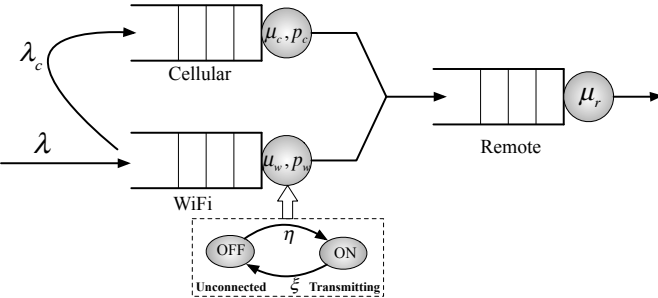 μ_c, p_c
λ_c
Cellular
μ_r
λ
μ_w, p_w
Remote
WiFi
η
OFF
ON
Unconnected ξ Transmitting